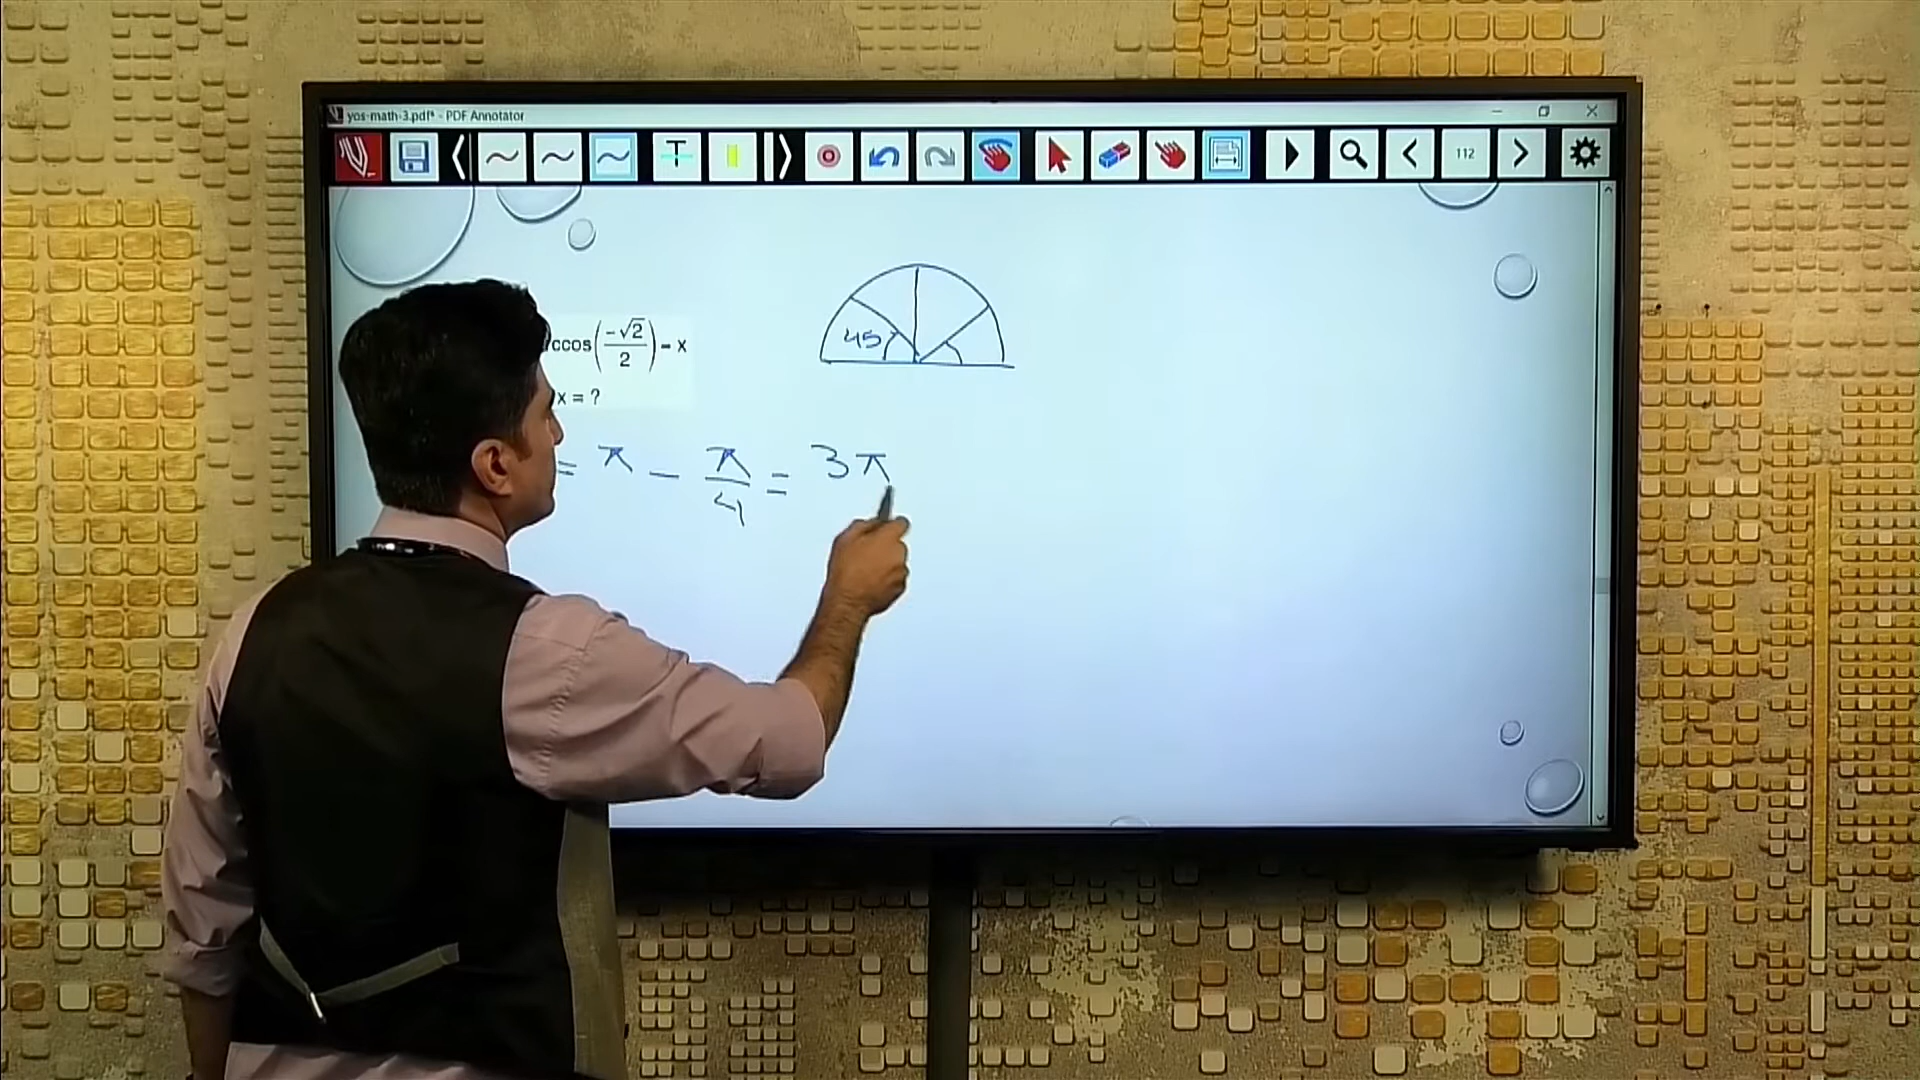 yos-math-3.pdf* - PDF Annotator
T
112
ccos(-√2/2) = x
x = ?
45
= π - π/4 = 3π